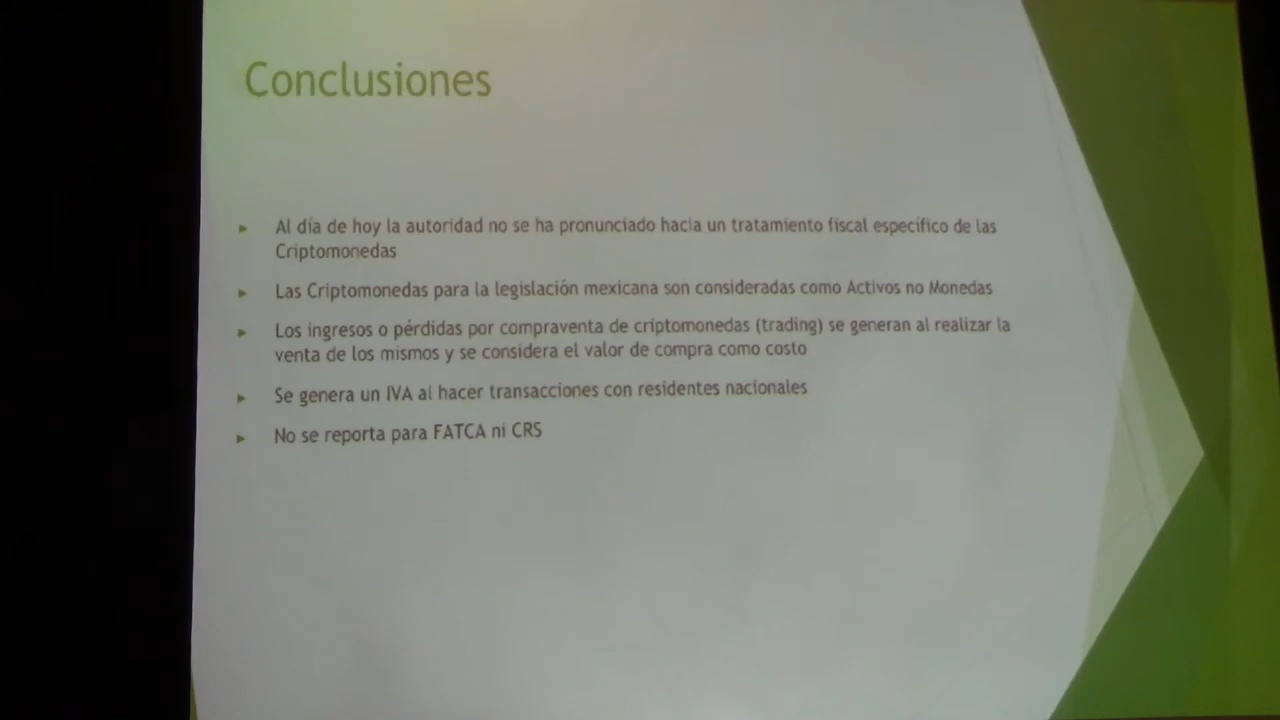 Conclusiones
Al día de hoy la autoridad no se ha pronunciado hacia un tratamiento fiscal específico de las
Criptomonedas
Las Criptomonedas para la legislación mexicana son consideradas como Activos no Monedas
Los ingresos o pérdidas por compraventa de criptomonedas (trading) se generan al realizar la
venta de los mismos y se considera el valor de compra como costo
Se genera un IVA al hacer transacciones con residentes nacionales
No se reporta para FATCA ni CRS